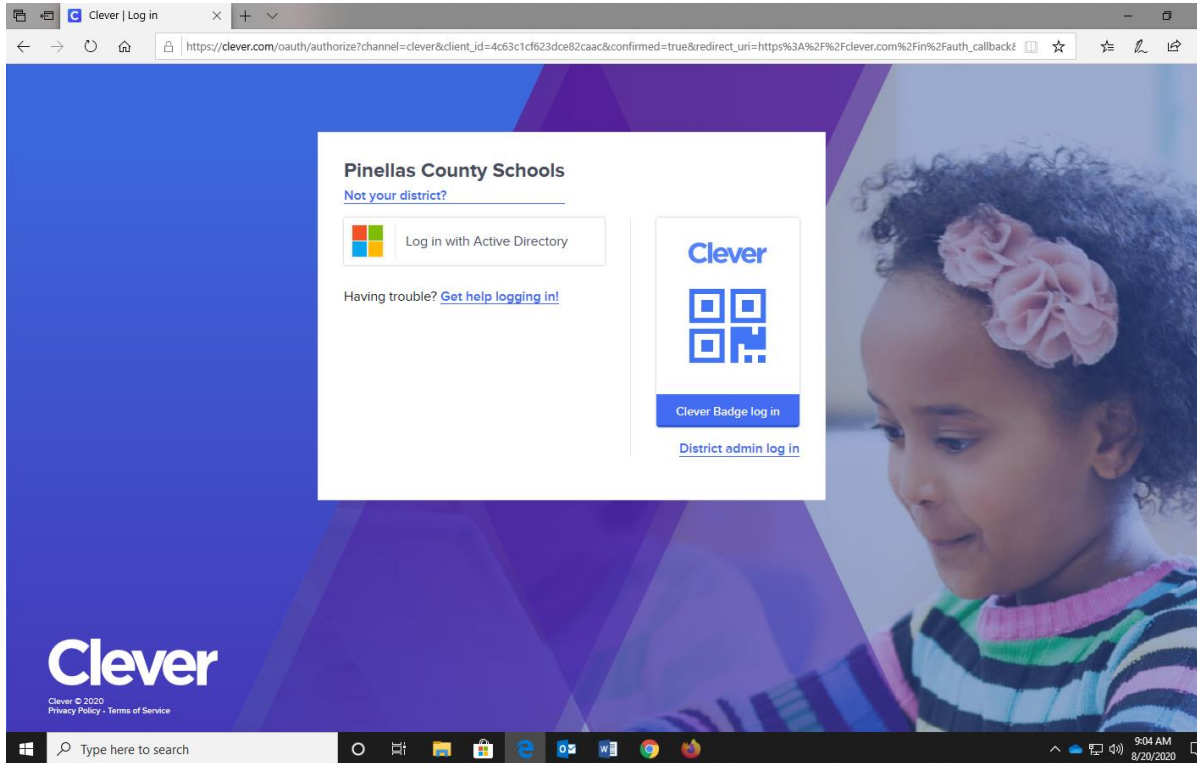 Clever | Log in
https://clever.com/oauth/authorize?channel=clever&client_id=4c63c1cf623dce82caac&confirmed=true&redirect_uri=https%3A%2F%2Fclever.com%2Fin%2Fauth_callback&
Pinellas County Schools
Not your district?
Log in with Active Directory
Having trouble? Get help logging in!
Clever
Clever Badge log in
District admin log in
Clever
Clever © 2020
Privacy Policy - Terms of Service
Type here to search
9:04 AM
8/20/2020